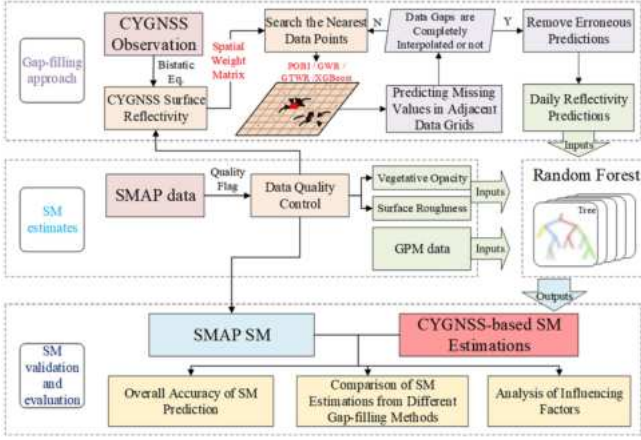 Gap-filling
approach
CYGNSS
Observation
Bistatic
Eq.
CYGNSS Surface
Reflectivity
Spatial
Weight
Matrix
Search the Nearest
Data Points
POBI / GWR /
GTWR /XGBoost
N
Data Gaps are
Completely
Interpolated or not
Y
Predicting Missing
Values in Adjacent
Data Grids
Remove Erroneous
Predictions
Daily Reflectivity
Predictions
Inputs
SM
estimates
SMAP data
Quality
Flag
Data Quality
Control
Vegetative Opacity
Surface Roughness
Inputs
GPM data
Inputs
Random Forest
Tree
Outputs
SM
validation
and
evaluation
SMAP SM
CYGNSS-based SM
Estimations
Overall Accuracy of SM
Prediction
Comparison of SM
Estimations from Different
Gap-filling Methods
Analysis of Influencing
Factors